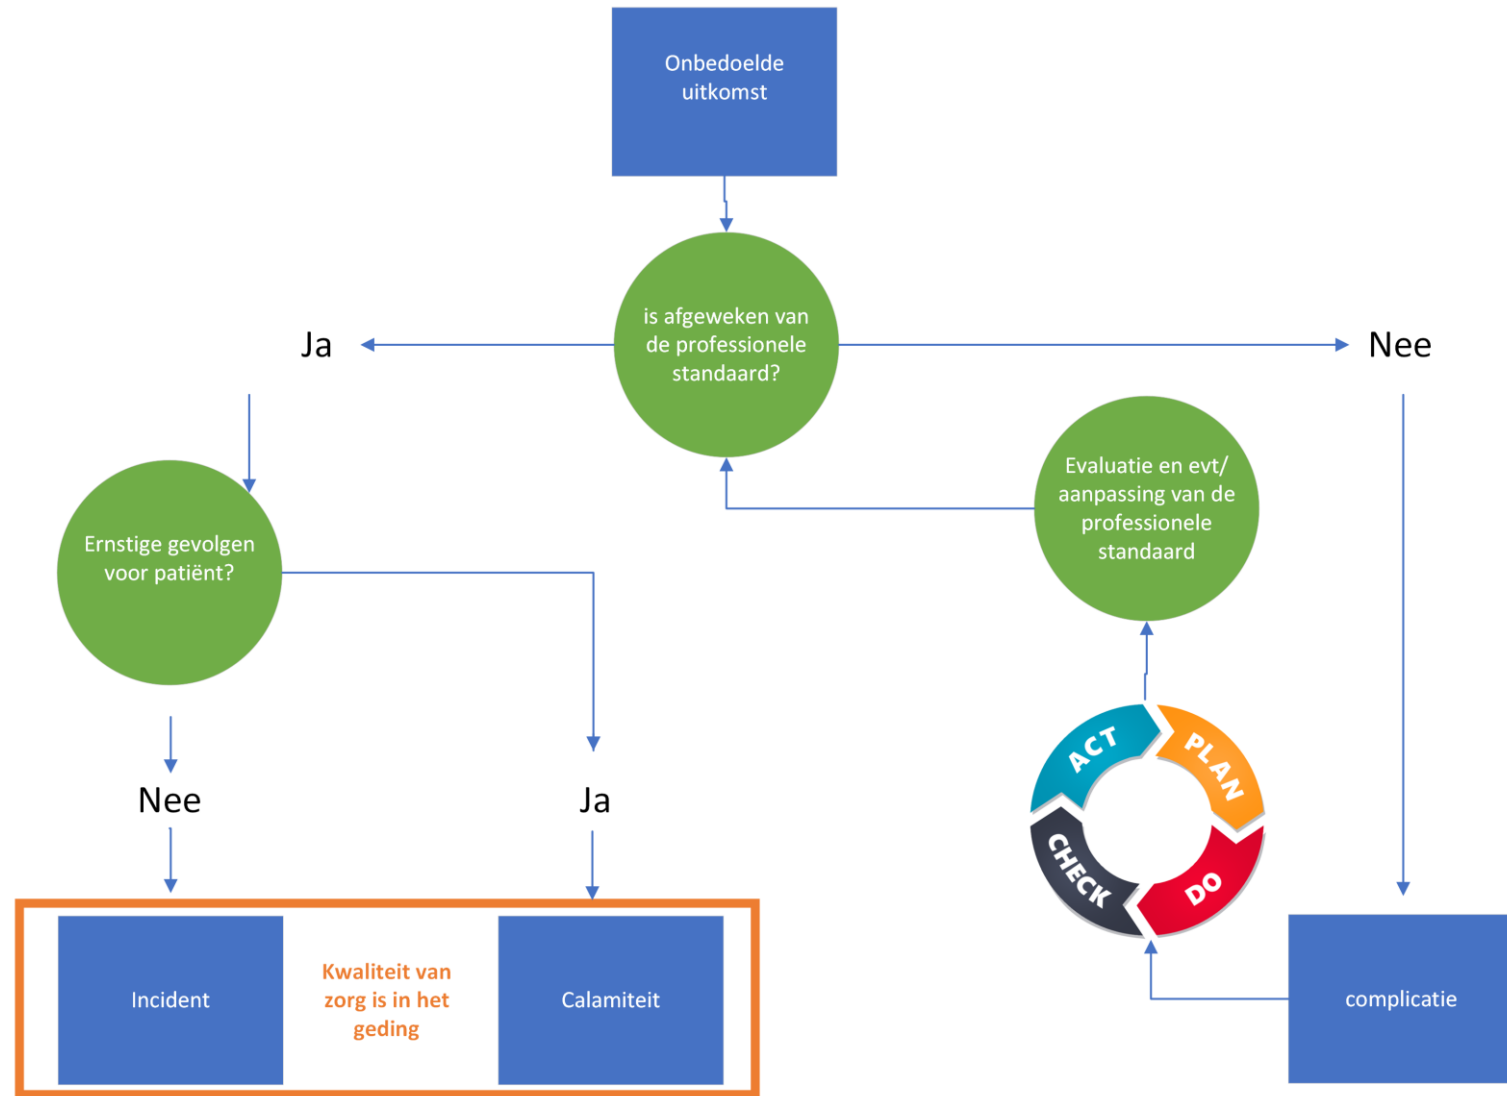 Onbedoelde
uitkomst
is afgeweken van
de professionele
standaard?
Ja
Nee
Evaluatie en evt/
aanpassing van de
professionele
standaard
Ernstige gevolgen
voor patiënt?
ACT
PLAN
CHECK
DO
Nee
Ja
Incident
Kwaliteit van
zorg is in het
geding
Calamiteit
complicatie